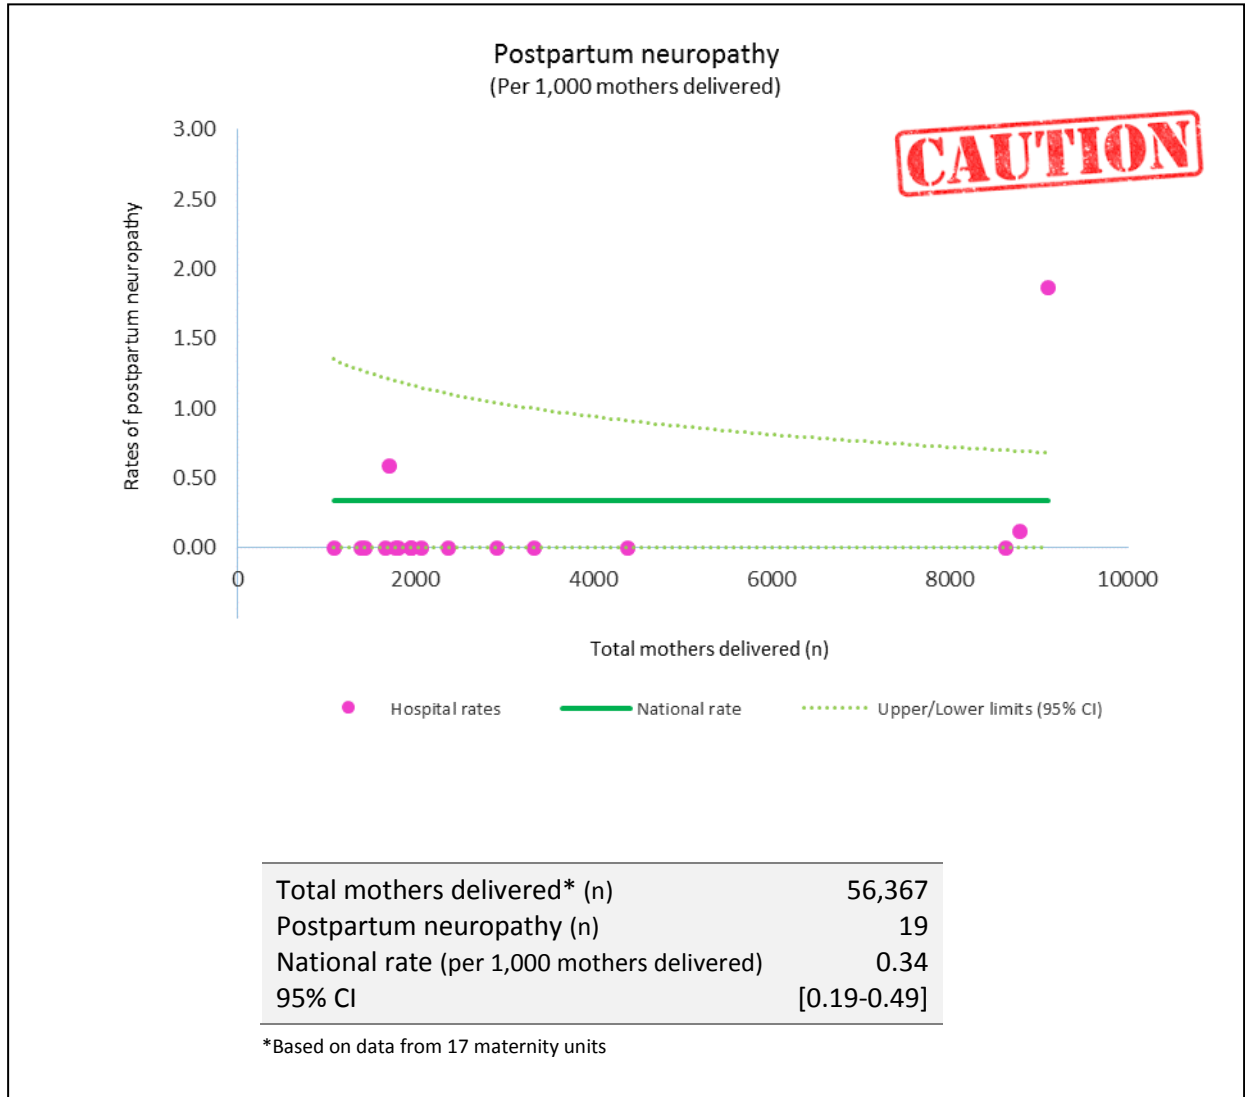 Postpartum neuropathy
(Per 1,000 mothers delivered)
CAUTION
3.00
2.50
2.00
1.50
1.00
0.50
0.00
Rates of postpartum neuropathy
0 2000 4000 6000 8000 10000
Total mothers delivered (n)
Hospital rates National rate Upper/Lower limits (95% CI)
Total mothers delivered* (n) 56,367
Postpartum neuropathy (n) 19
National rate (per 1,000 mothers delivered) 0.34
95% CI [0.19-0.49]
*Based on data from 17 maternity units